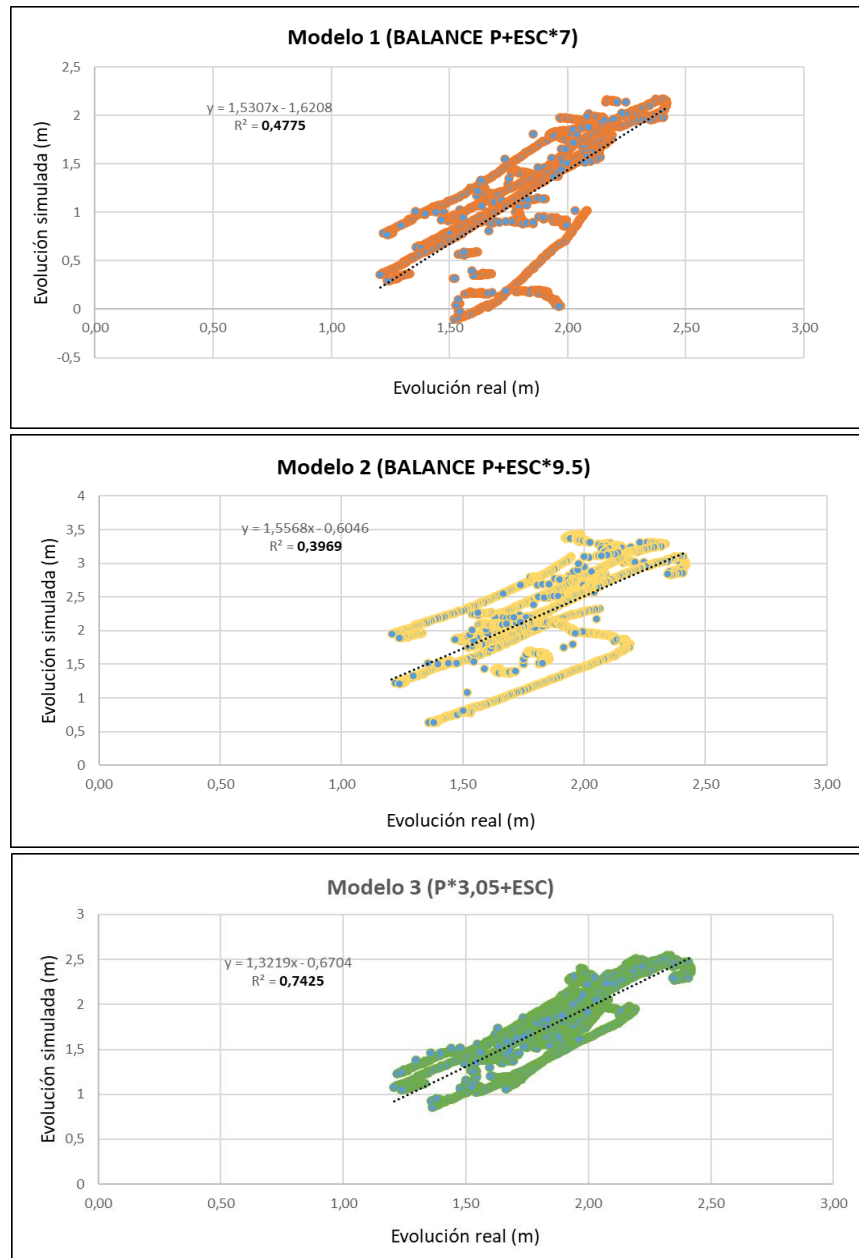 Modelo 1 (BALANCE P+ESC*7)
2,5
2
1,5
1
0,5
0
-0,5
y = 1,5307x - 1,6208
R² = 0,4775
Evolución simulada (m)
0,00
0,50
1,00
1,50
2,00
2,50
3,00
Evolución real (m)
Modelo 2 (BALANCE P+ESC*9.5)
4
3,5
3
2,5
2
1,5
1
0,5
0
y = 1,5568x - 0,6046
R² = 0,3969
Evolución simulada (m)
0,00
0,50
1,00
1,50
2,00
2,50
3,00
Evolución real (m)
Modelo 3 (P*3,05+ESC)
3
2,5
2
1,5
1
0,5
0
y = 1,3219x - 0,6704
R² = 0,7425
Evolución simulada (m)
0,00
0,50
1,00
1,50
2,00
2,50
3,00
Evolución real (m)